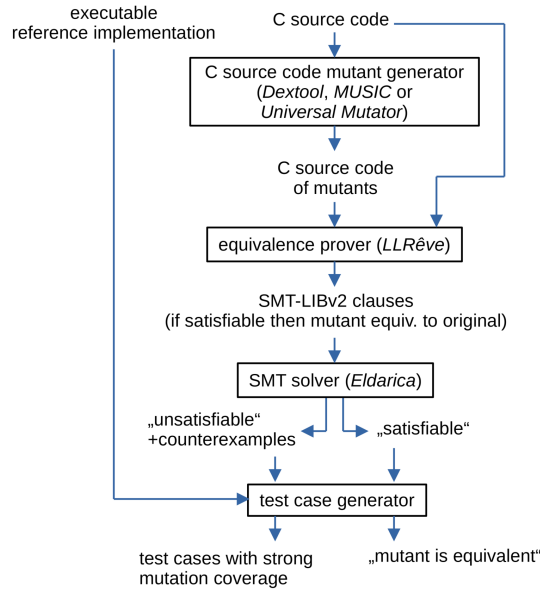 executable
reference implementation
C source code
C source code mutant generator
(Dextool, MUSIC or
Universal Mutator)
C source code
of mutants
equivalence prover (LLRêve)
SMT-LIBv2 clauses
(if satisfiable then mutant equiv. to original)
SMT solver (Eldarica)
„unsatisfiable“
+counterexamples
„satisfiable“
test case generator
test cases with strong
mutation coverage
„mutant is equivalent“